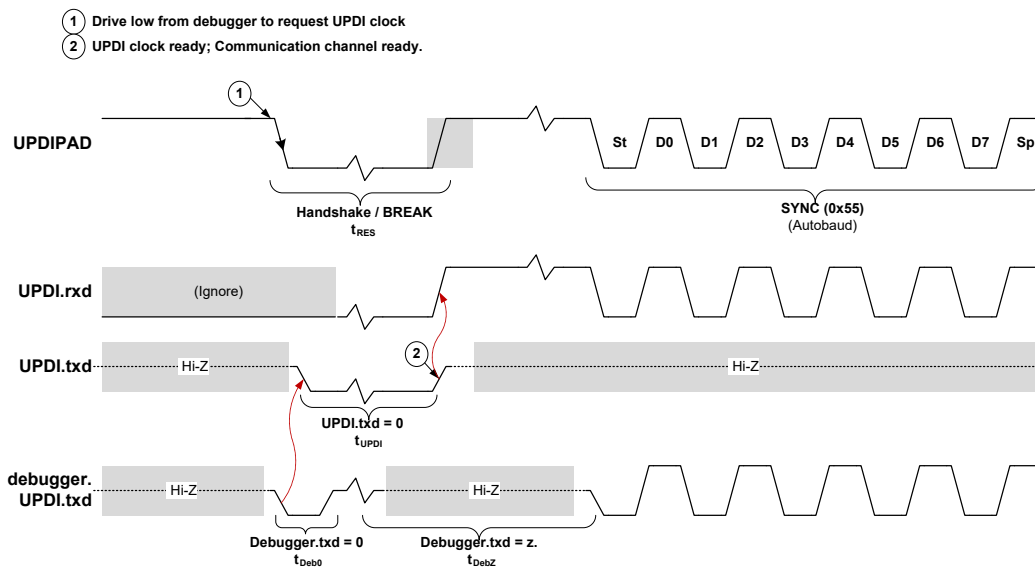 1 Drive low from debugger to request UPDI clock
2 UPDI clock ready; Communication channel ready.
1
UPDIPAD
St D0 D1 D2 D3 D4 D5 D6 D7 Sp
Handshake / BREAK
tRES
SYNC (0x55)
(Autobaud)
UPDI.rxd
(Ignore)
UPDI.txd
Hi-Z
2
Hi-Z
UPDI.txd = 0
tUPDI
debugger.
UPDI.txd
Hi-Z
Hi-Z
Debugger.txd = 0
tDeb0
Debugger.txd = z.
tDebZ